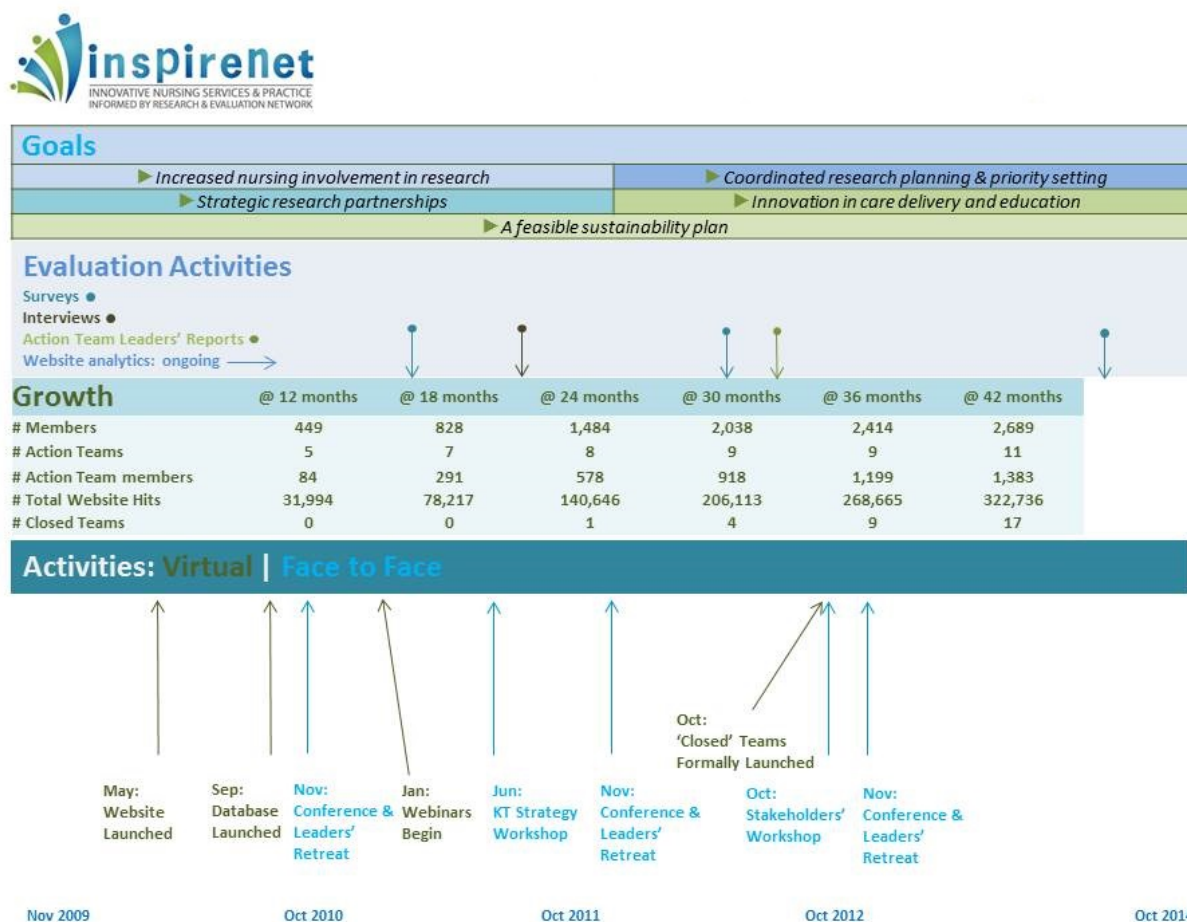 inspirenet
INNOVATIVE NURSING SERVICES & PRACTICE
INFORMED BY RESEARCH & EVALUATION NETWORK
Goals
Increased nursing involvement in research
Coordinated research planning & priority setting
Strategic research partnerships
Innovation in care delivery and education
A feasible sustainability plan
Evaluation Activities
Surveys
Interviews
Action Team Leaders' Reports
Website analytics: ongoing
Growth @ 12 months @ 18 months @ 24 months @ 30 months @ 36 months @ 42 months
# Members 449 828 1,484 2,038 2,414 2,689
# Action Teams 5 7 8 9 9 11
# Action Team members 84 291 578 918 1,199 1,383
# Total Website Hits 31,994 78,217 140,646 206,113 268,665 322,736
# Closed Teams 0 0 1 4 9 17
Activities: Virtual | Face to Face
May:
Website
Launched
Sep:
Database
Launched
Nov:
Conference &
Leaders'
Retreat
Jan:
Webinars
Begin
Jun:
KT Strategy
Workshop
Nov:
Conference &
Leaders'
Retreat
Oct:
'Closed' Teams
Formally Launched
Oct:
Stakeholders'
Workshop
Nov:
Conference &
Leaders'
Retreat
Nov 2009 Oct 2010 Oct 2011 Oct 2012 Oct